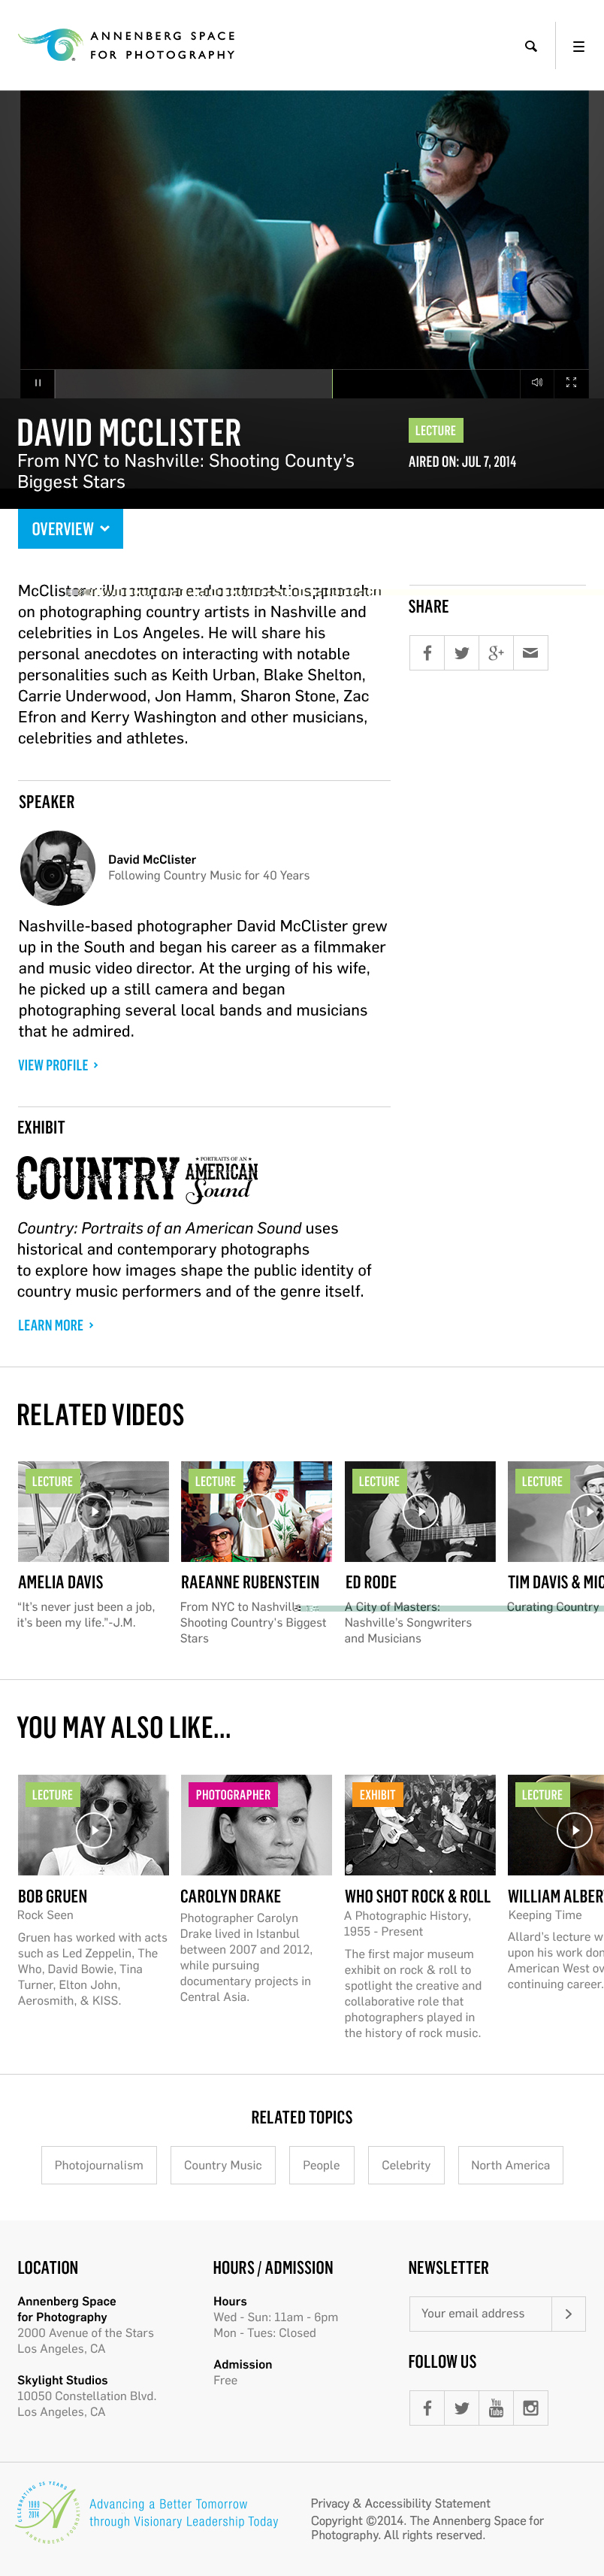 ANNENBERG SPACE
FOR PHOTOGRAPHY
DAVID MCCLISTER
From NYC to Nashville: Shooting County's
Biggest Stars
LECTURE
AIRED ON: JUL 7, 2014
OVERVIEW
on photographing country artists in Nashville and
celebrities in Los Angeles. He will share his
personal anecdotes on interacting with notable
personalities such as Keith Urban, Blake Shelton,
Carrie Underwood, Jon Hamm, Sharon Stone, Zac
Efron and Kerry Washington and other musicians,
celebrities and athletes.
SHARE
SPEAKER
David McClister
Following Country Music for 40 Years
Nashville-based photographer David McClister grew
up in the South and began his career as a filmmaker
and music video director. At the urging of his wife,
he picked up a still camera and began
photographing several local bands and musicians
that he admired.
VIEW PROFILE >
EXHIBIT
COUNTRY
PORTRAITS OF AN
AMERICAN
Sound
Country: Portraits of an American Sound uses
historical and contemporary photographs
to explore how images shape the public identity of
country music performers and of the genre itself.
LEARN MORE >
RELATED VIDEOS
LECTURE
AMELIA DAVIS
“It's never just been a job,
it's been my life.”-J.M.
LECTURE
RAEANNE RUBENSTEIN
From NYC to Nashville:
Shooting Country's Biggest
Stars
LECTURE
ED RODE
A City of Masters:
Nashville's Songwriters
and Musicians
LECTURE
TIM DAVIS & MIC
Curating Country
YOU MAY ALSO LIKE...
LECTURE
BOB GRUEN
Rock Seen
Gruen has worked with acts
such as Led Zeppelin, The
Who, David Bowie, Tina
Turner, Elton John,
Aerosmith, & KISS.
PHOTOGRAPHER
CAROLYN DRAKE
Photographer Carolyn
Drake lived in Istanbul
between 2007 and 2012,
while pursuing
documentary projects in
Central Asia.
EXHIBIT
WHO SHOT ROCK & ROLL
A Photographic History,
1955 - Present
The first major museum
exhibit on rock & roll to
spotlight the creative and
collaborative role that
photographers played in
the history of rock music.
LECTURE
WILLIAM ALBER
Keeping Time
Albert's lecture w
upon his work don
American West ov
continuing career.
RELATED TOPICS
Photojournalism
Country Music
People
Celebrity
North America
LOCATION
Annenberg Space
for Photography
2000 Avenue of the Stars
Los Angeles, CA
Skylight Studios
10050 Constellation Blvd.
Los Angeles, CA
HOURS / ADMISSION
Hours
Wed - Sun: 11am - 6pm
Mon - Tues: Closed
Admission
Free
NEWSLETTER
Your email address
FOLLOW US
CELEBRATING 25 YEARS
1989
2014
ANNENBERG
Advancing a Better Tomorrow
through Visionary Leadership Today
Privacy & Accessibility Statement
Copyright ©2014. The Annenberg Space for
Photography. All rights reserved.